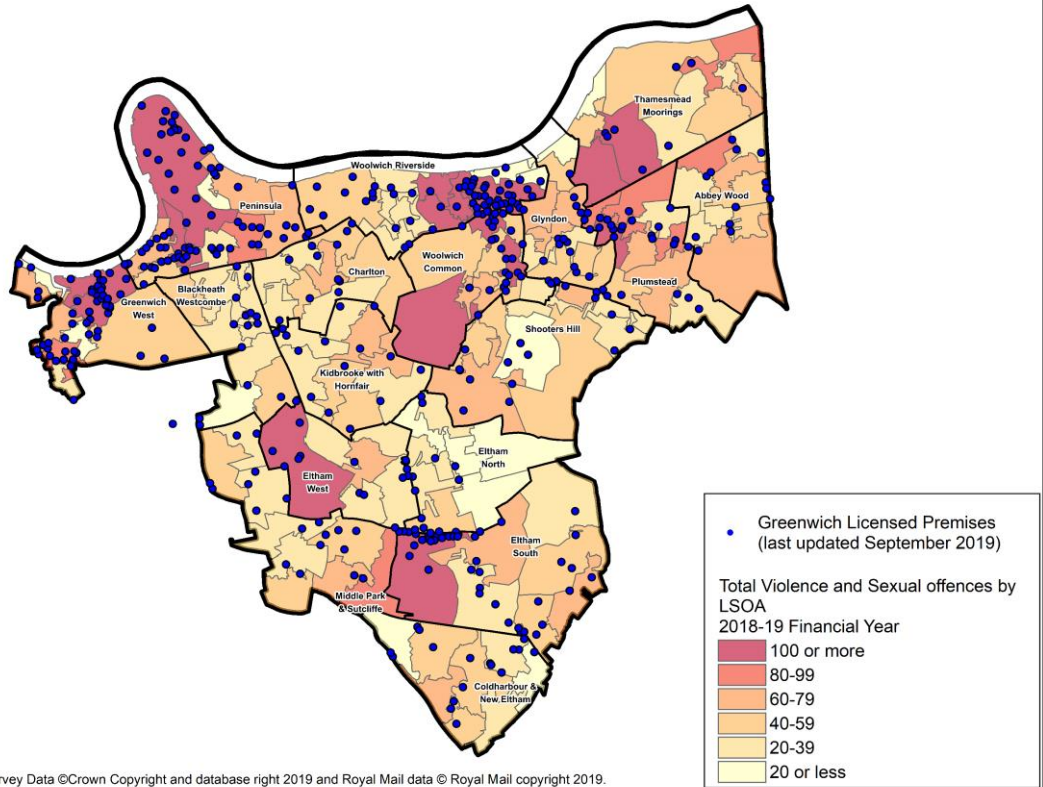 Thamesmead
Moorings
Woolwich Riverside
Abbey Wood
Peninsula
Glyndon
Woolwich
Common
Charlton
Plumstead
Blackheath
Westcombe
Greenwich
West
Shooters Hill
Kidbrooke with
Hornfair
Eltham
North
Eltham
West
Eltham
South
Middle Park
& Sutcliffe
Coldharbour &
New Eltham
Greenwich Licensed Premises
(last updated September 2019)
Total Violence and Sexual offences by
LSOA
2018-19 Financial Year
100 or more
80-99
60-79
40-59
20-39
20 or less
rvey Data ©Crown Copyright and database right 2019 and Royal Mail data © Royal Mail copyright 2019.